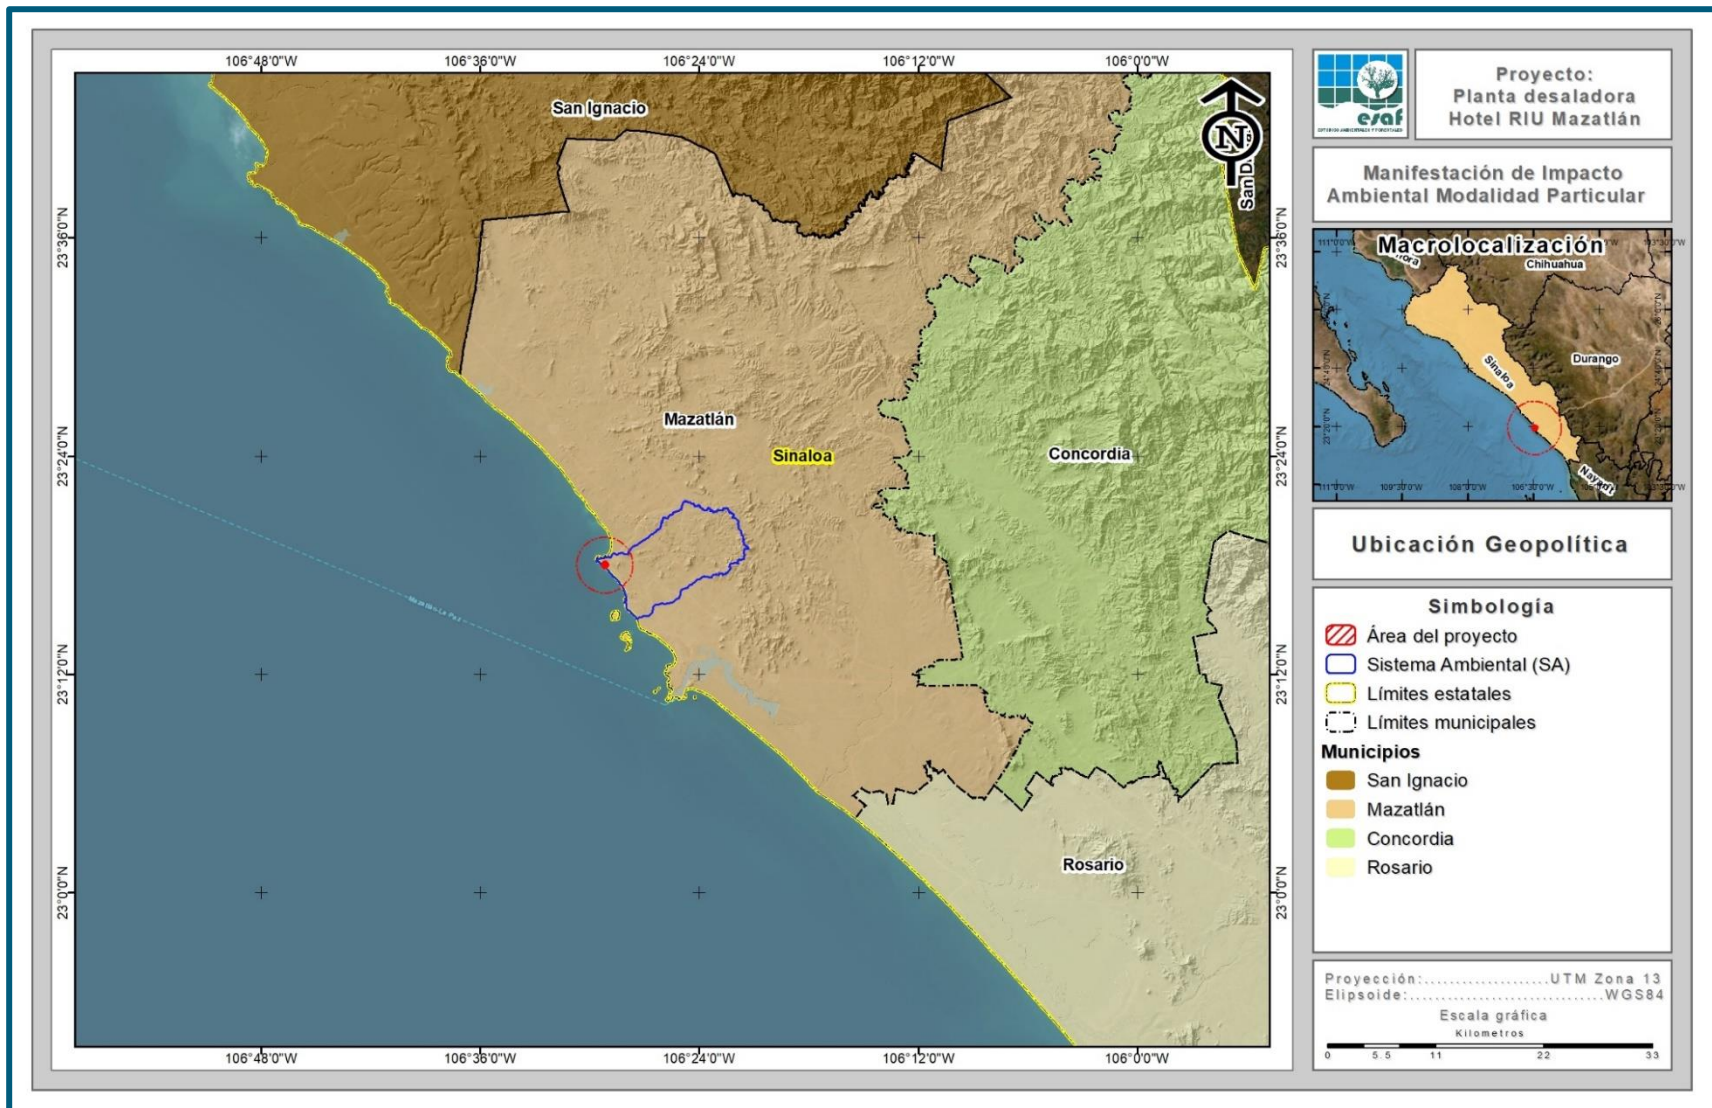 106°48'0"W
106°36'0"W
106°24'0"W
106°12'0"W
106°0'0"W
23°36'0"N
23°24'0"N
23°12'0"N
23°0'0"N
San Ignacio
N
Mazatlán
Sinaloa
Concordia
Rosario
23°36'0"N
23°24'0"N
23°12'0"N
23°0'0"N
106°48'0"W
106°36'0"W
106°24'0"W
106°12'0"W
106°0'0"W
esaf
Proyecto:
Planta desaladora
Hotel RIU Mazatlán
Manifestación de Impacto
Ambiental Modalidad Particular
Macrolocalización
Chihuahua
Durango
Sinaloa
Nayarit
Ubicación Geopolítica
Simbología
Área del proyecto
Sistema Ambiental (SA)
Límites estatales
Límites municipales
Municipios
San Ignacio
Mazatlán
Concordia
Rosario
Proyección:....................UTM Zona 13
Elipsoide:..............................WGS84
Escala gráfica
Kilometros
0 5.5 11 22 33